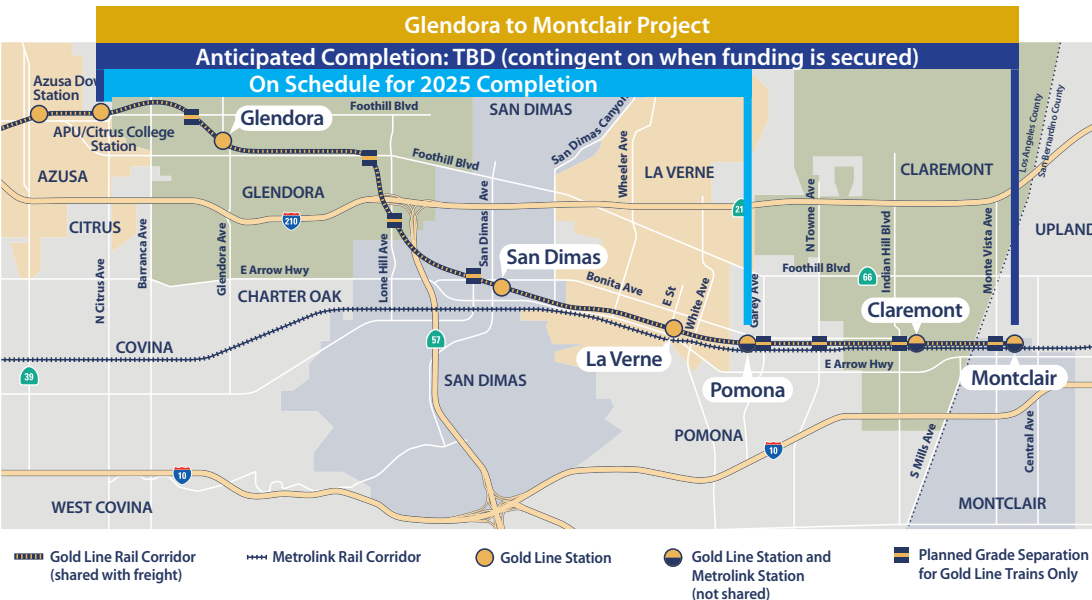 Glendora to Montclair Project
Anticipated Completion: TBD (contingent on when funding is secured)
On Schedule for 2025 Completion
Azusa
Station
APU/Citrus College
Station
Glendora
Foothill Blvd
SAN DIMAS
San Dimas
Wheeler Ave
LA VERNE
CLAREMONT
Los Angeles County
San Bernardino County
AZUSA
GLENDORA
Foothill Blvd
San Dimas Ave
N Towne Ave
Indian Hill Blvd
Monte Vista Ave
UPLAND
210
CITRUS
N Citrus Ave
Barranca Ave
Glendora Ave
E Arrow Hwy
Lone Hill Ave
San Dimas
Bonita Ave
E St
White Ave
Garey Ave
Foothill Blvd
66
CHARTER OAK
Claremont
COVINA
57
La Verne
E Arrow Hwy
39
SAN DIMAS
Pomona
Montclair
POMONA
10
S Mills Ave
Central Ave
10
WEST COVINA
MONTCLAIR
Gold Line Rail Corridor
(shared with freight)
Metrolink Rail Corridor
Gold Line Station
Gold Line Station and
Metrolink Station
(not shared)
Planned Grade Separation
for Gold Line Trains Only